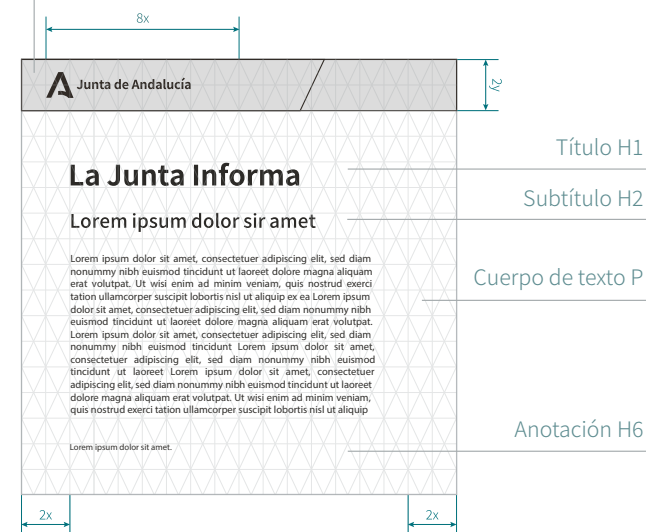 8x
Junta de Andalucía
2y
Título H1
La Junta Informa
Subtítulo H2
Lorem ipsum dolor sir amet
Lorem ipsum dolor sit amet, consectetuer adipiscing elit, sed diam
nonummy nibh euismod tincidunt ut laoreet dolore magna aliquam
erat volutpat. Ut wisi enim ad minim veniam, quis nostrud exerci
tation ullamcorper suscipit lobortis nisl ut aliquip ex ea Lorem ipsum
dolor sit amet, consectetuer adipiscing elit, sed diam nonummy nibh
euismod tincidunt ut laoreet dolore magna aliquam erat volutpat.
Lorem ipsum dolor sit amet, consectetuer adipiscing elit, sed diam
nonummy nibh euismod tincidunt Lorem ipsum dolor sit amet,
consectetuer adipiscing elit, sed diam nonummy nibh euismod
tincidunt ut laoreet Lorem ipsum dolor sit amet, consectetuer
adipiscing elit, sed diam nonummy nibh euismod tincidunt ut laoreet
dolore magna aliquam erat volutpat. Ut wisi enim ad minim veniam,
quis nostrud exerci tation ullamcorper suscipit lobortis nisl ut aliquip
Cuerpo de texto P
Anotación H6
Lorem ipsum dolor sit amet.
2x
2x